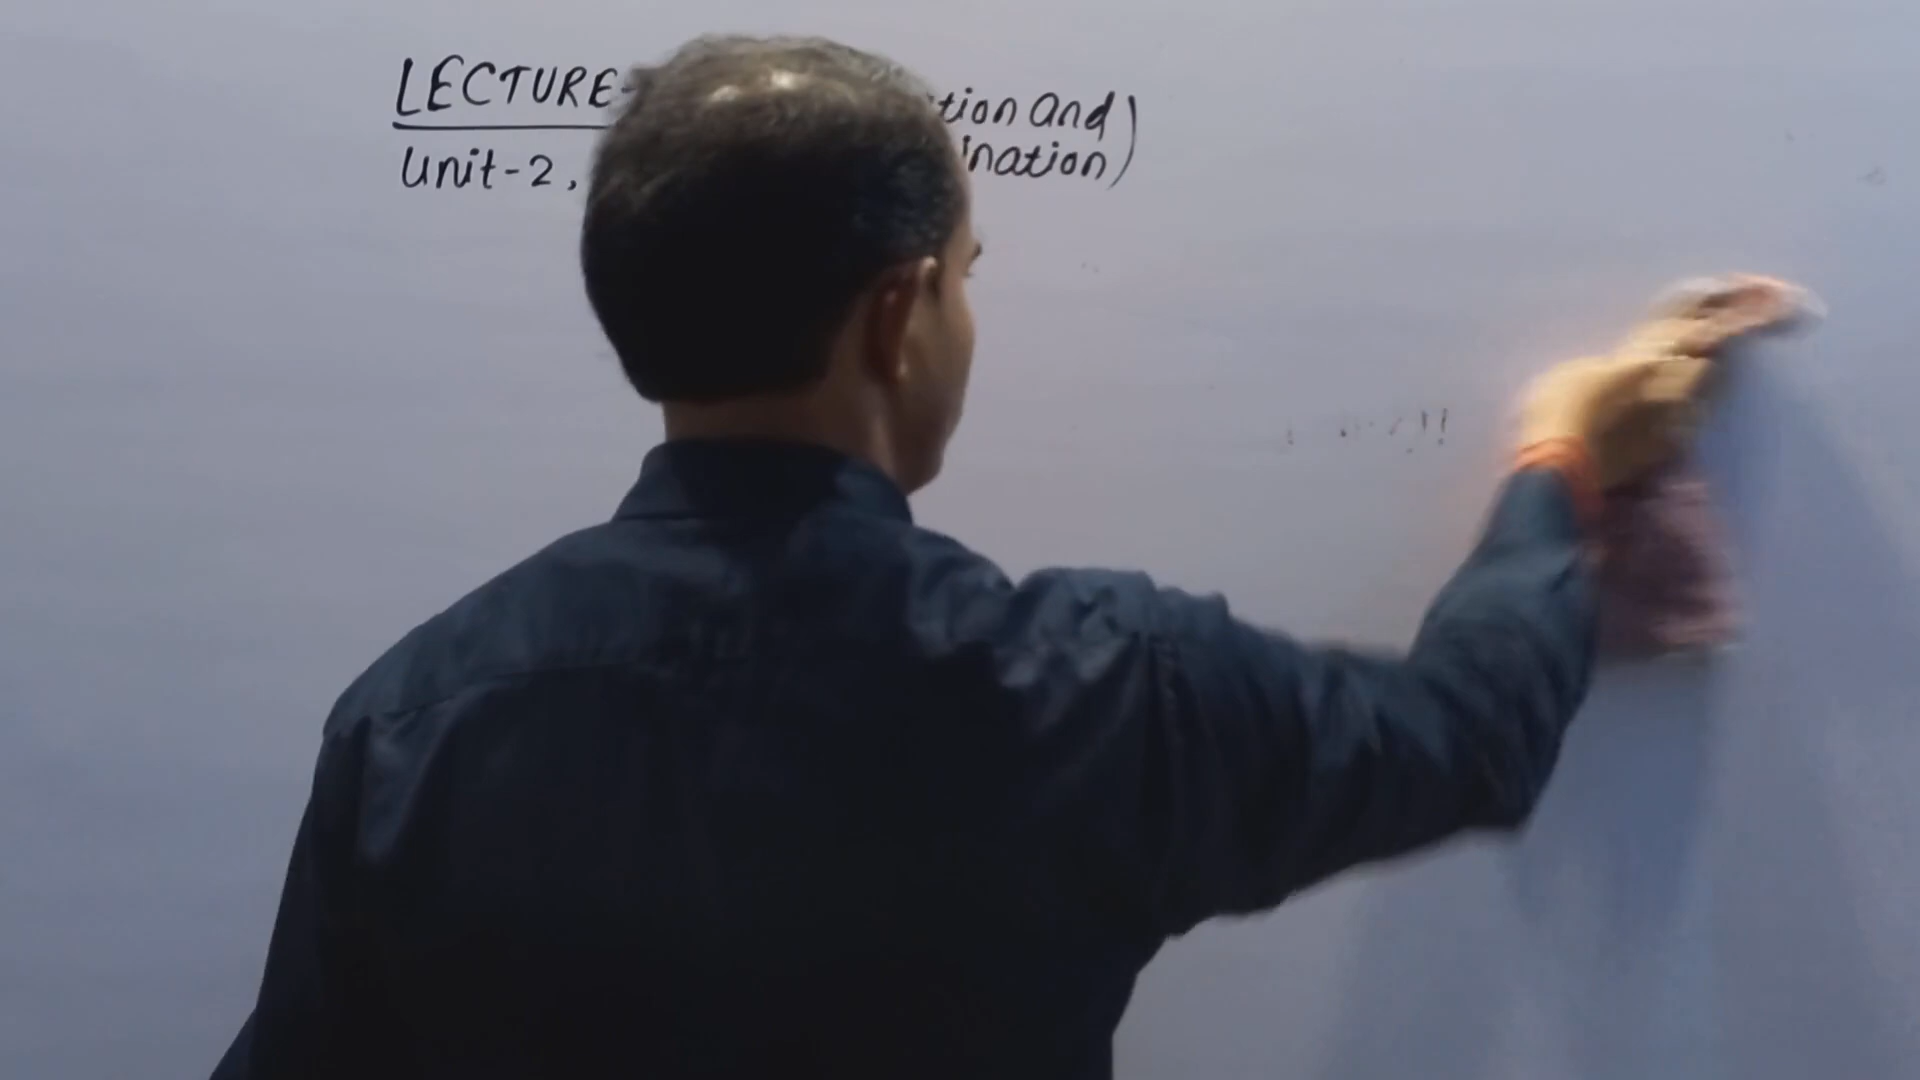 LECTURE- tion And)
Unit-2, ination)